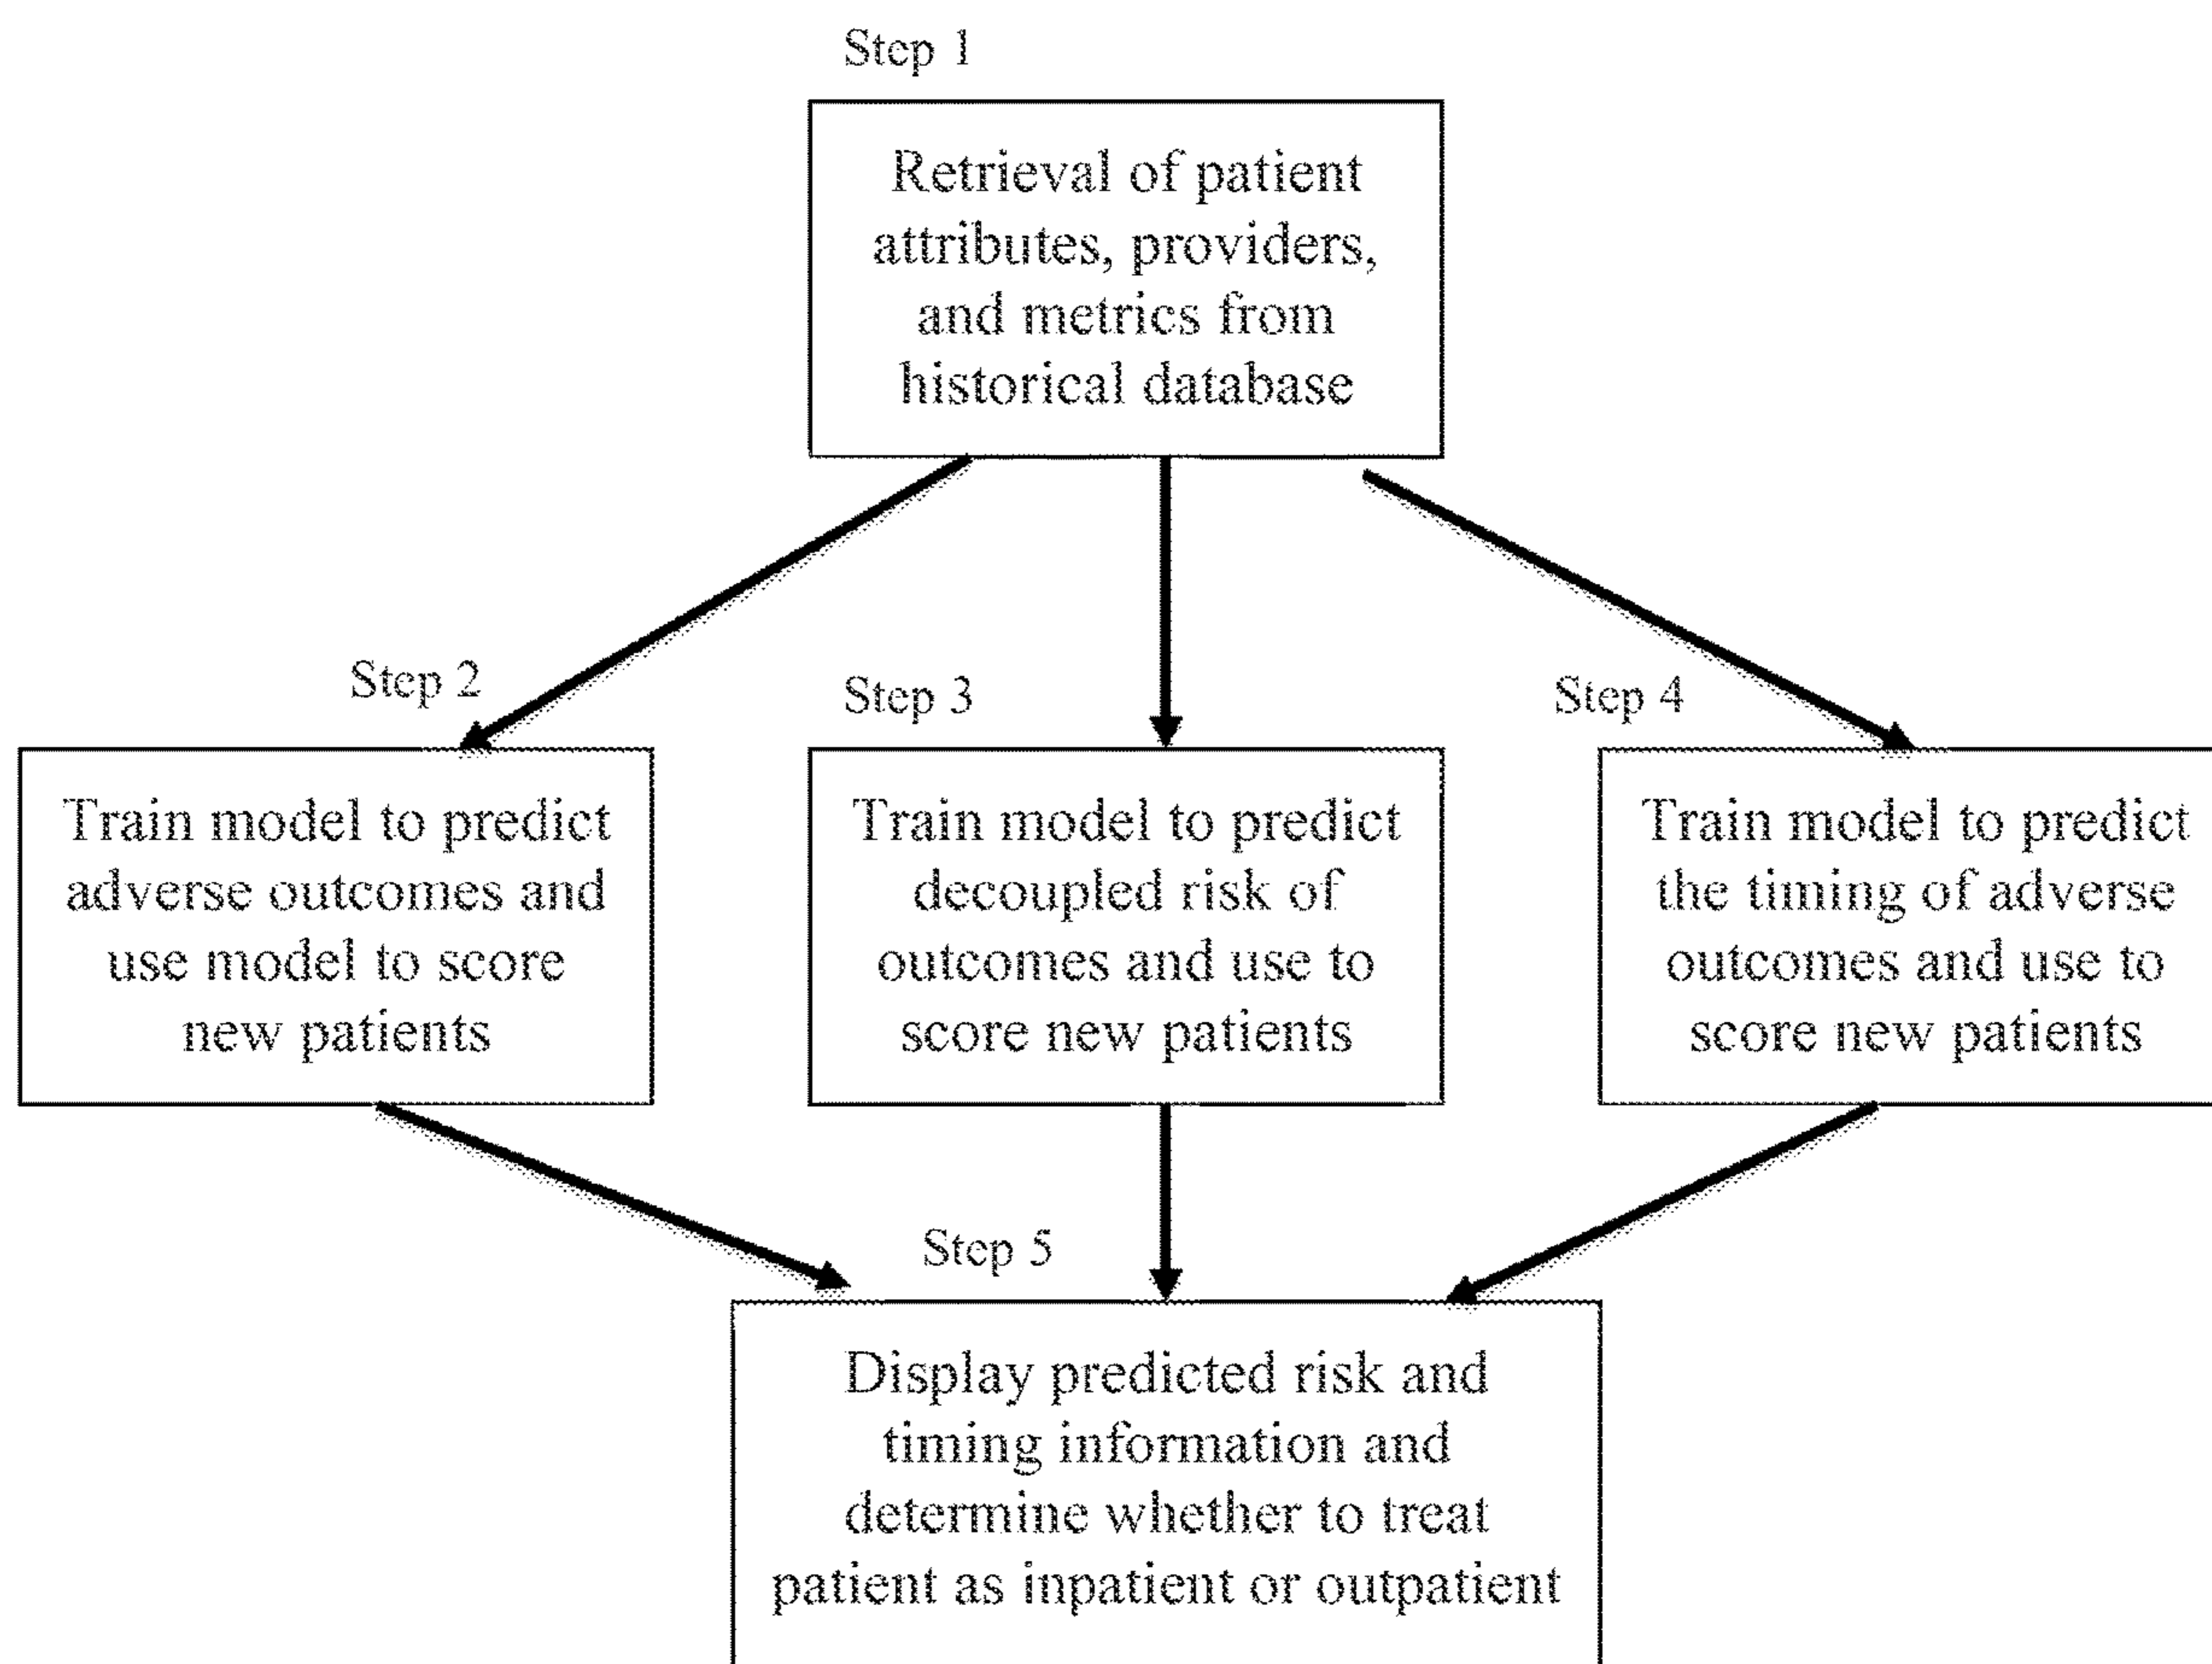 Step 1
Retrieval of patient
attributes, providers,
and metrics from
historical database
Step 2
Train model to predict
adverse outcomes and
use model to score
new patients
Step 3
Train model to predict
decoupled risk of
outcomes and use to
score new patients
Step 4
Train model to predict
the timing of adverse
outcomes and use to
score new patients
Step 5
Display predicted risk and
timing information and
determine whether to treat
patient as inpatient or outpatient